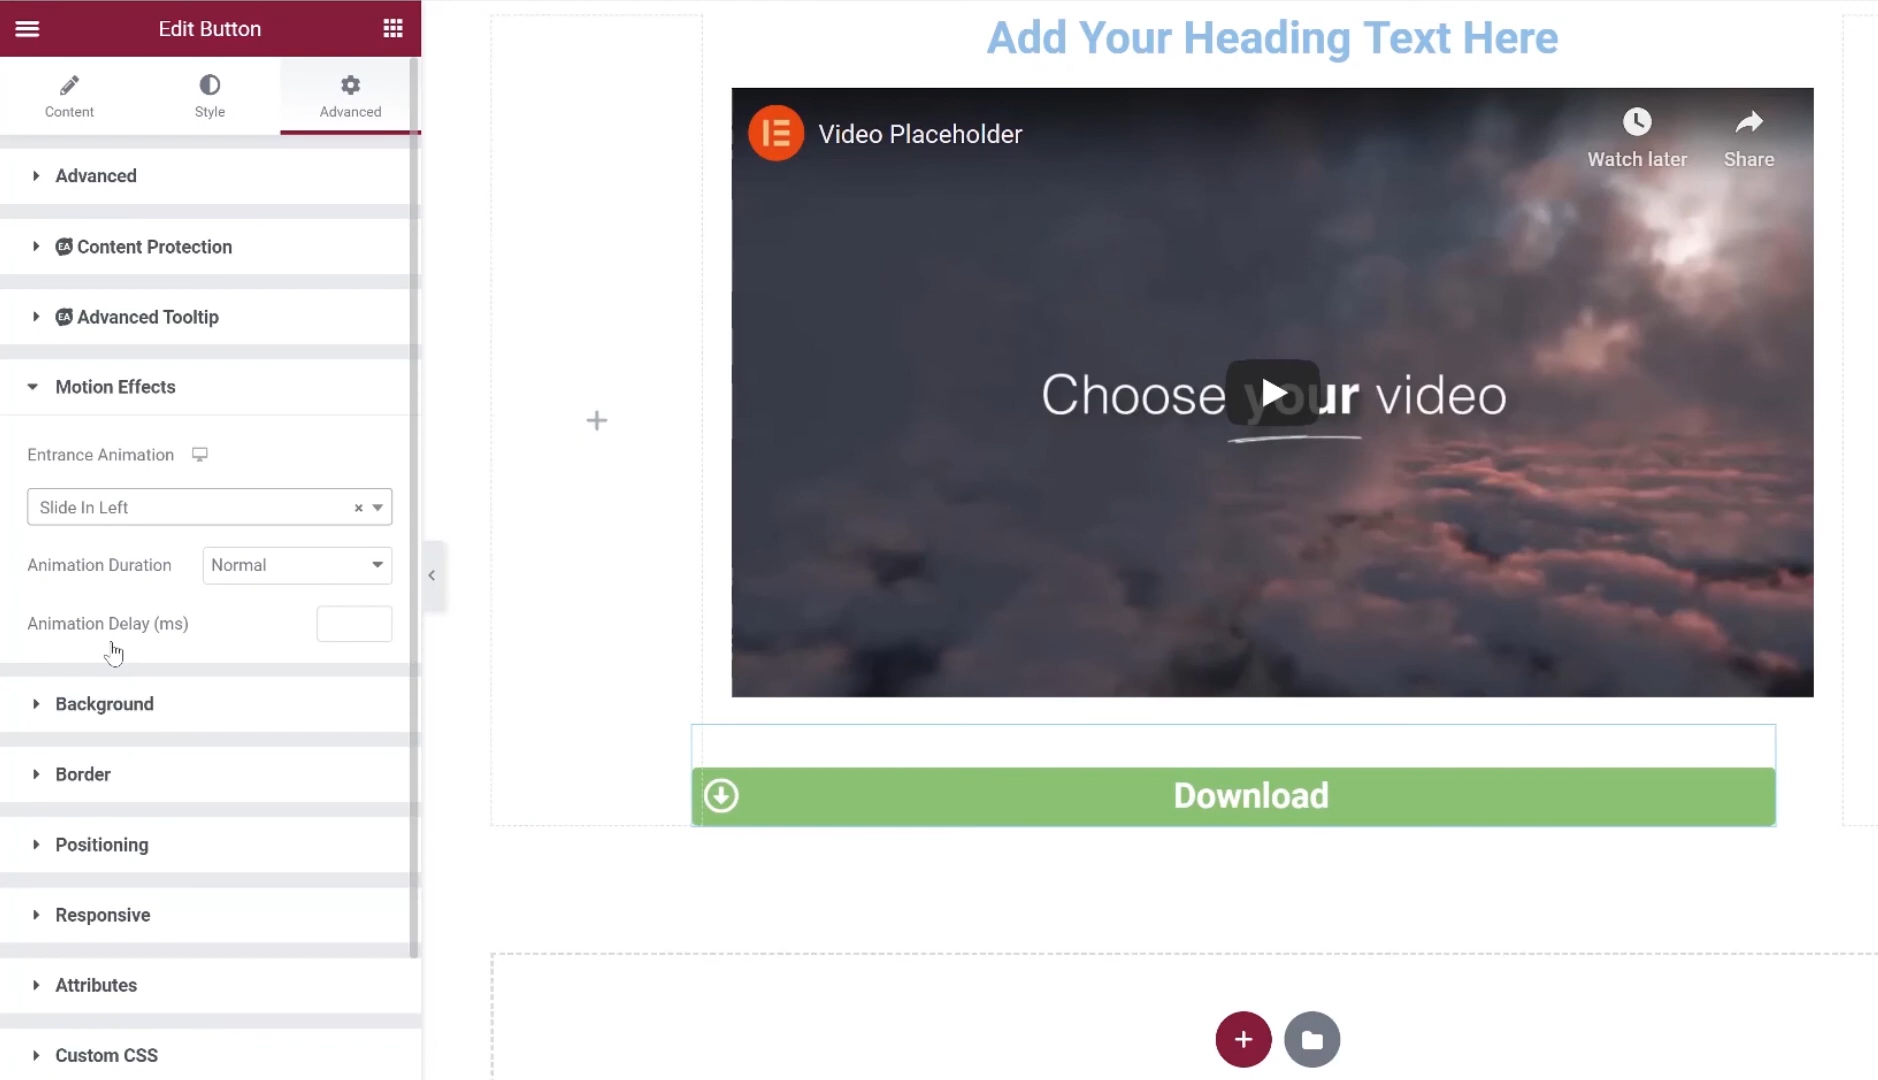 Edit Button
Content
Style
Advanced
Advanced
EA Content Protection
EA Advanced Tooltip
Motion Effects
Entrance Animation
Slide In Left
Animation Duration
Normal
Animation Delay (ms)
Background
Border
Positioning
Responsive
Attributes
Custom CSS
Add Your Heading Text Here
Video Placeholder
Watch later
Share
Choose your video
Download